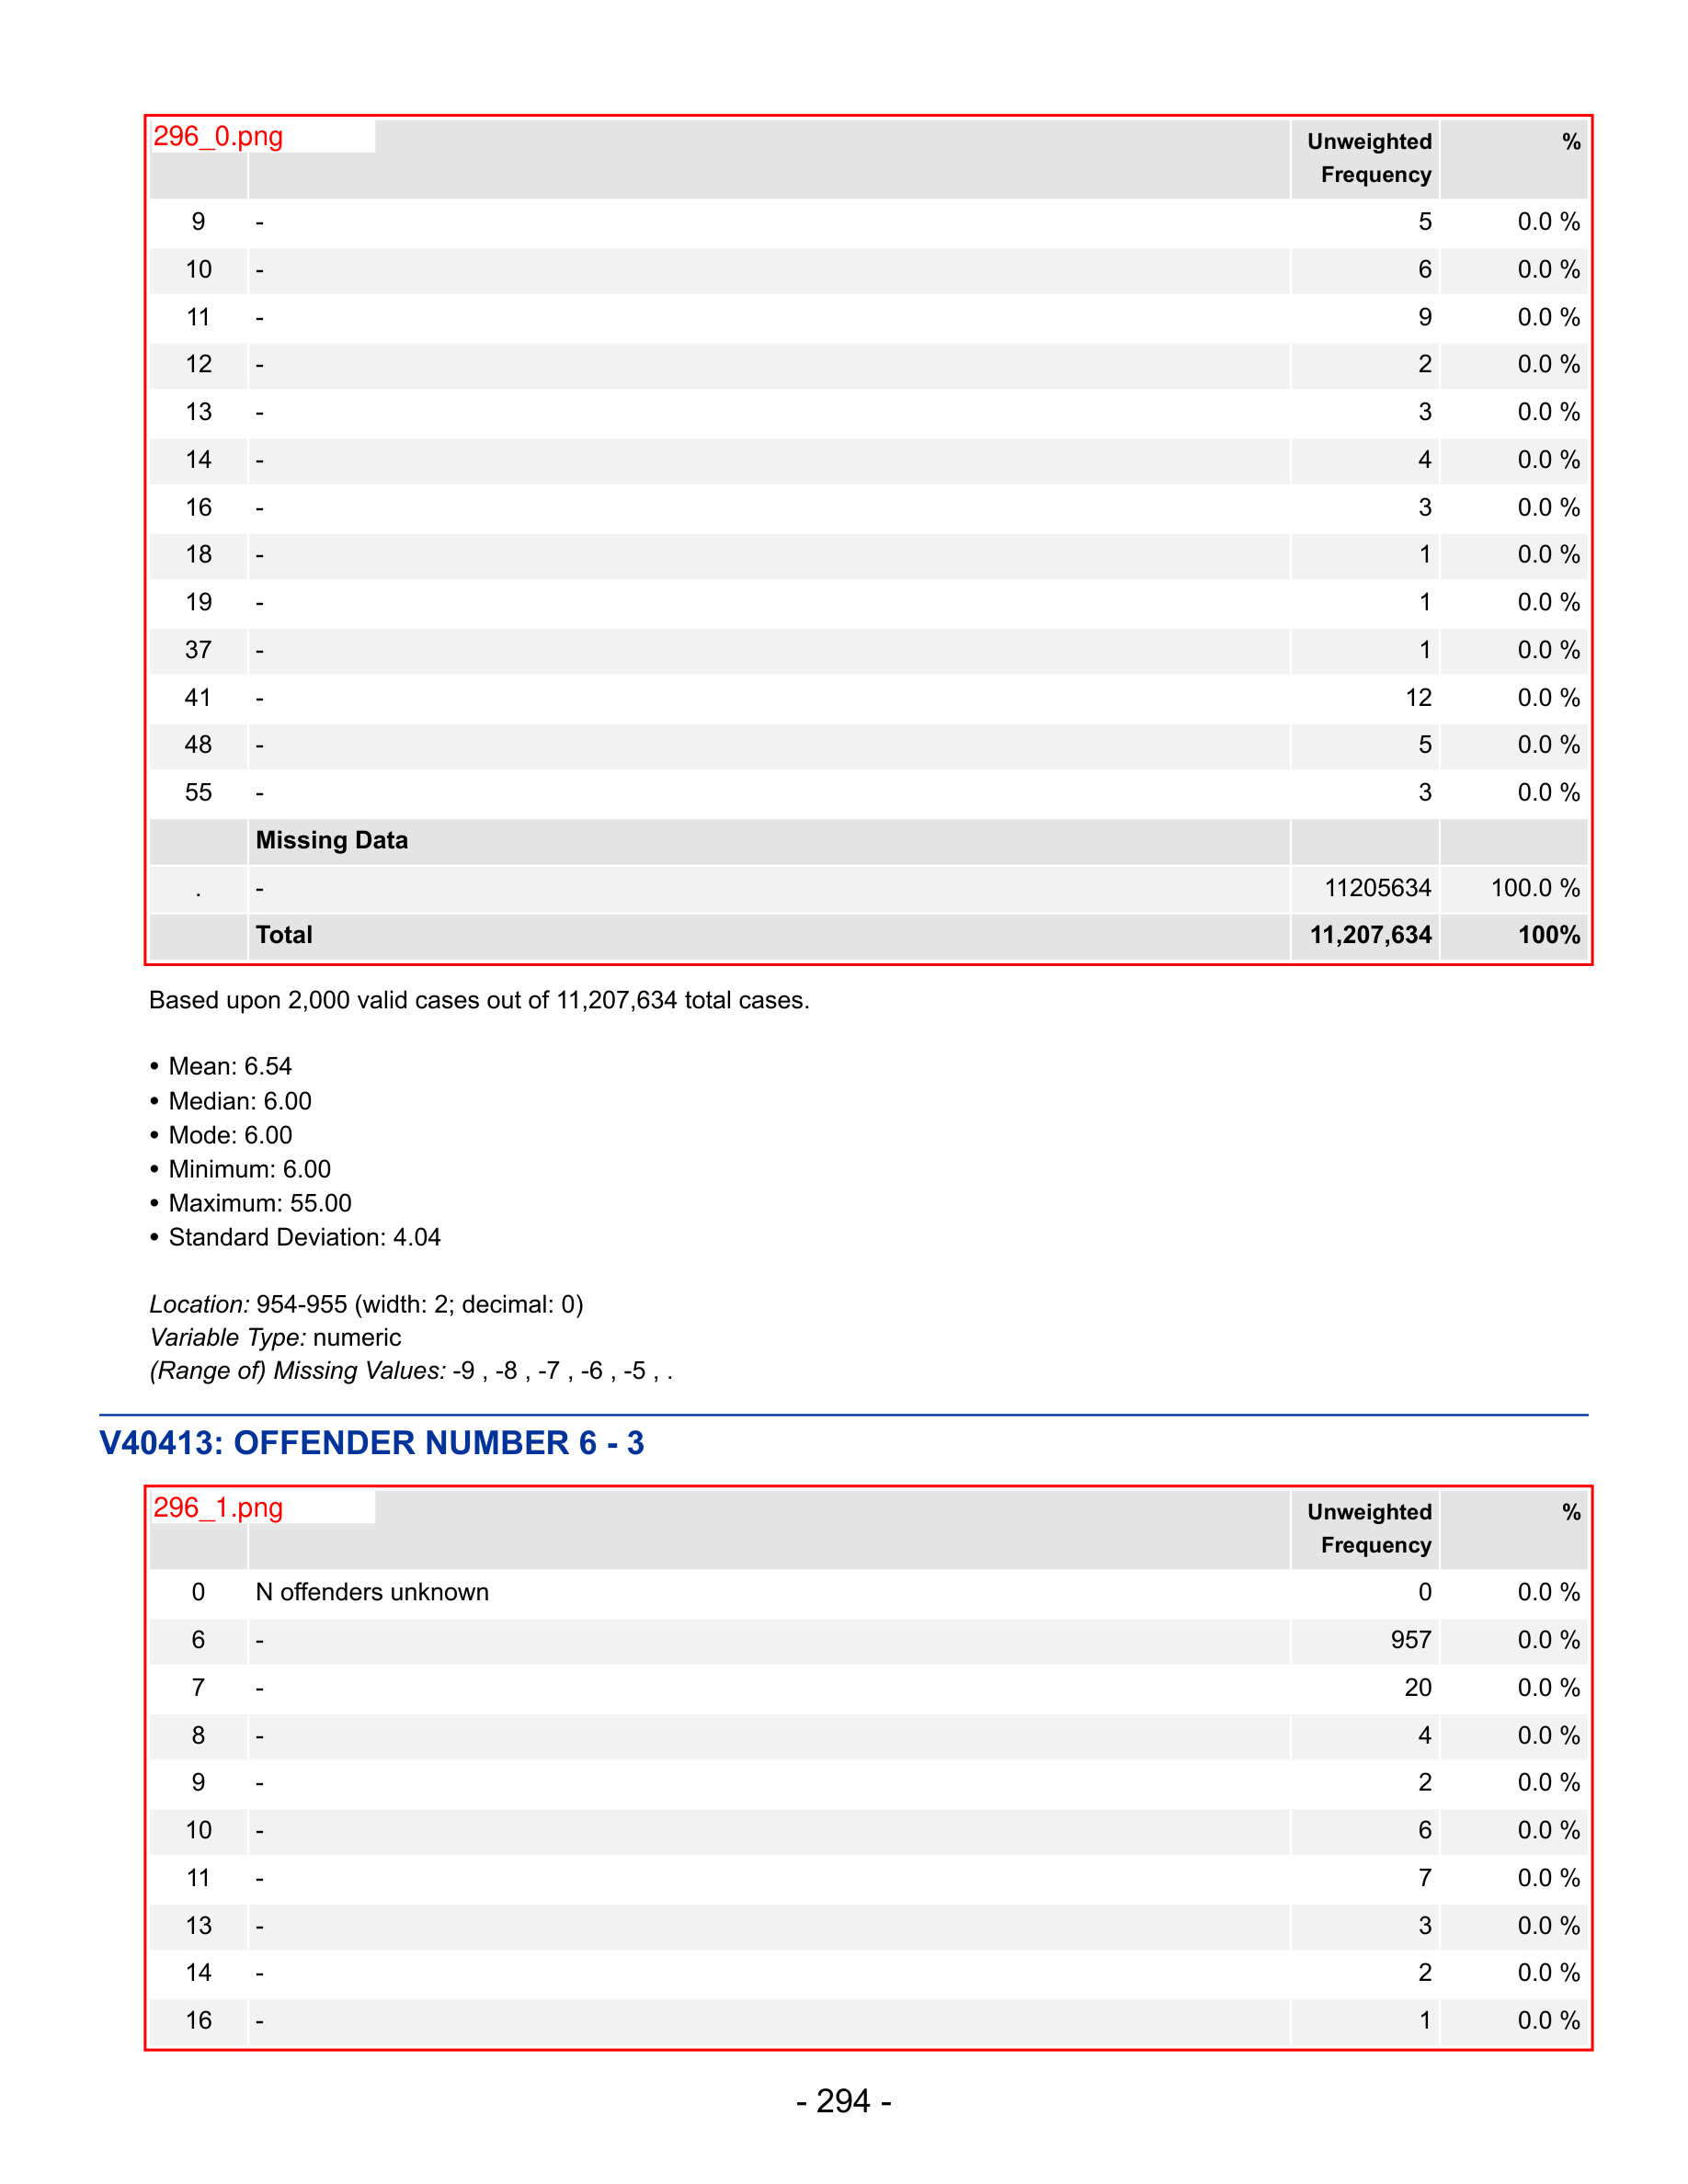 296_0.png
Unweighted Frequency %
9 - 5 0.0 %
10 - 6 0.0 %
11 - 9 0.0 %
12 - 2 0.0 %
13 - 3 0.0 %
14 - 4 0.0 %
16 - 3 0.0 %
18 - 1 0.0 %
19 - 1 0.0 %
37 - 1 0.0 %
41 - 12 0.0 %
48 - 5 0.0 %
55 - 3 0.0 %
Missing Data
. - 11205634 100.0 %
Total 11,207,634 100%
Based upon 2,000 valid cases out of 11,207,634 total cases.
• Mean: 6.54
• Median: 6.00
• Mode: 6.00
• Minimum: 6.00
• Maximum: 55.00
• Standard Deviation: 4.04
Location: 954-955 (width: 2; decimal: 0)
Variable Type: numeric
(Range of) Missing Values: -9 , -8 , -7 , -6 , -5 , .
V40413: OFFENDER NUMBER 6 - 3
296_1.png
Unweighted Frequency %
0 N offenders unknown 0 0.0 %
6 - 957 0.0 %
7 - 20 0.0 %
8 - 4 0.0 %
9 - 2 0.0 %
10 - 6 0.0 %
11 - 7 0.0 %
13 - 3 0.0 %
14 - 2 0.0 %
16 - 1 0.0 %
- 294 -